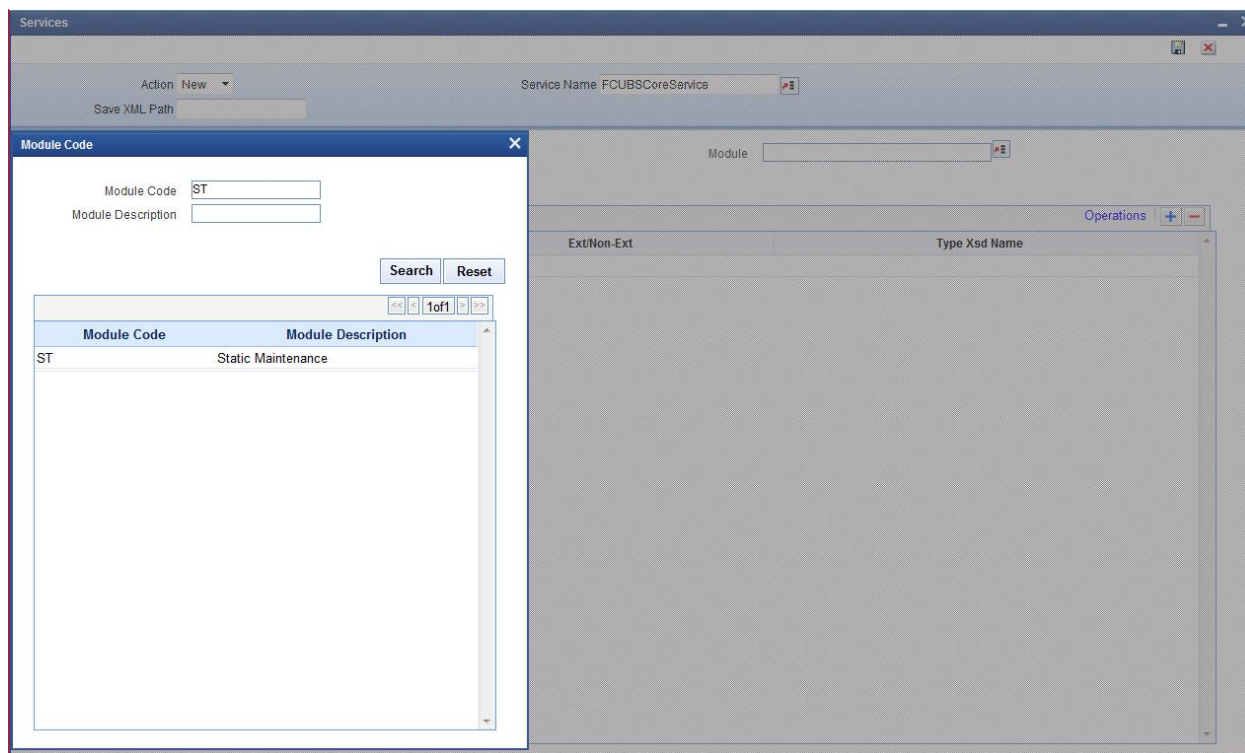 Services
Action New
Service Name FCUBSCoreService
Save XML Path
Module Code
Module
Module Code ST
Module Description
Operations
Ext/Non-Ext
Type Xsd Name
Search
Reset
<< < 1of1 > >>
Module Code
Module Description
ST
Static Maintenance